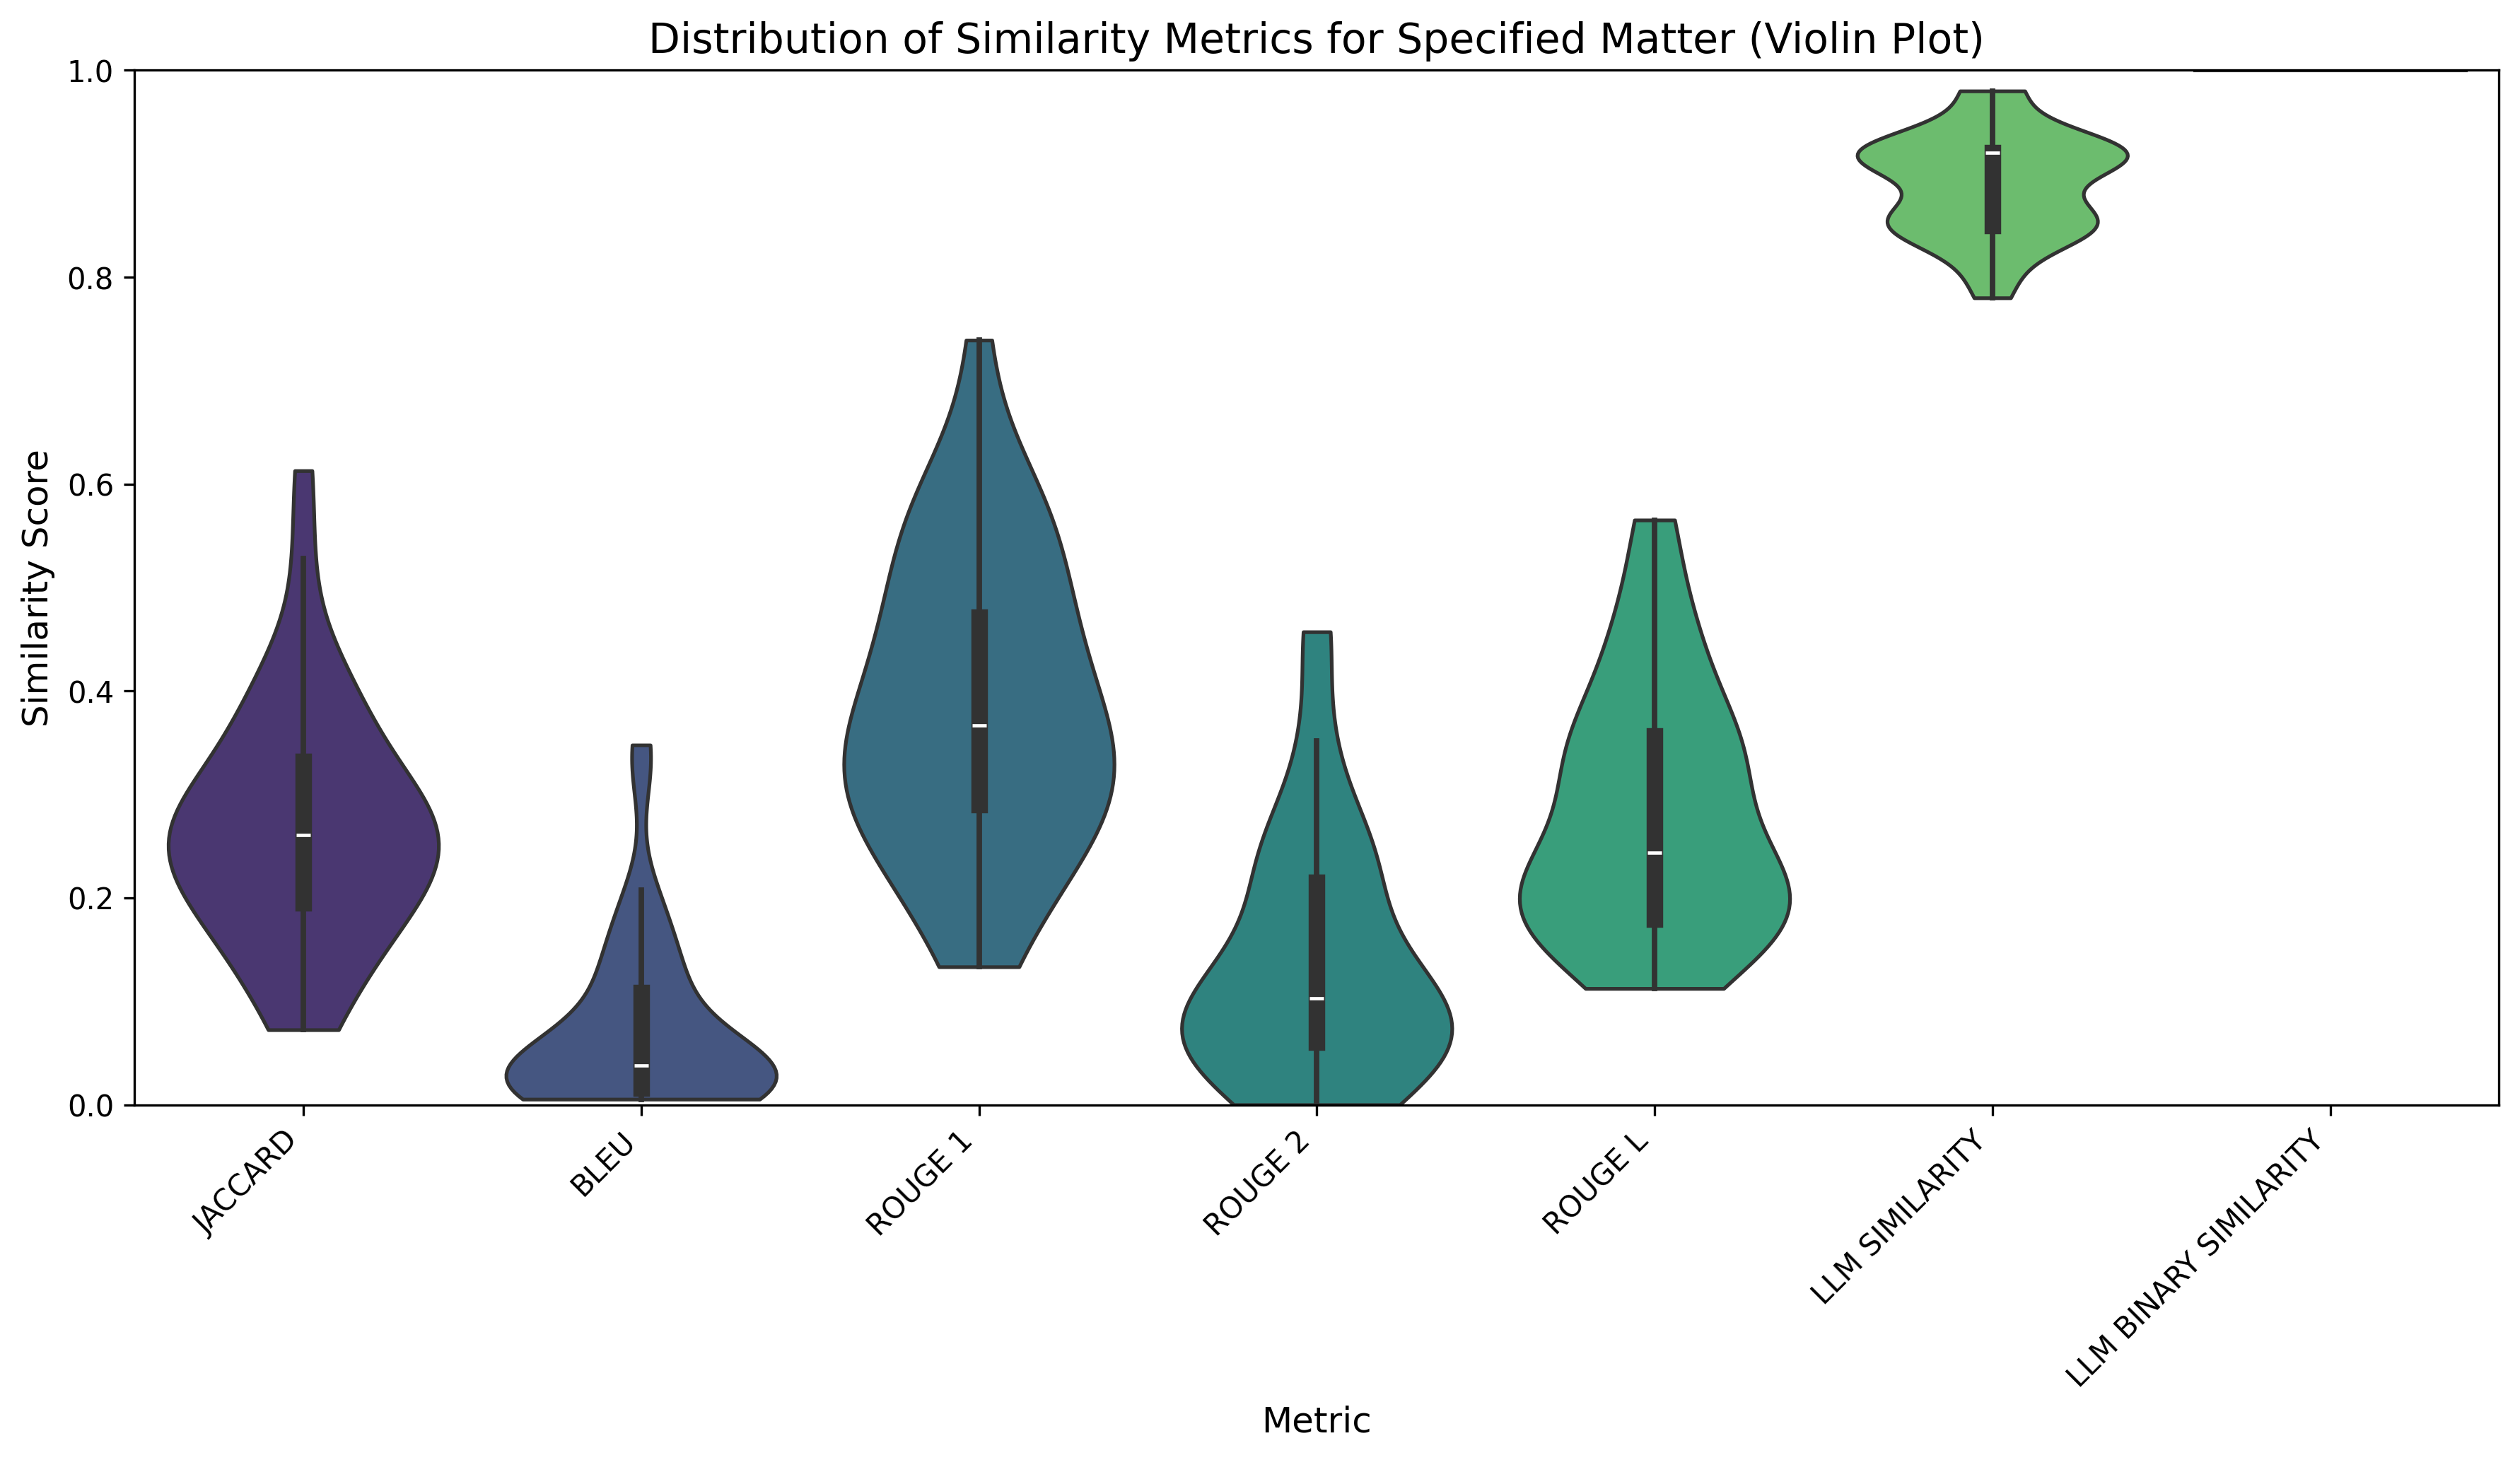 Distribution of Similarity Metrics for Specified Matter (Violin Plot)
1.0
0.8
0.6
0.4
0.2
0.0
Similarity Score
JACCARD
BLEU
ROUGE 1
ROUGE 2
ROUGE L
LLM SIMILARITY
LLM BINARY SIMILARITY
Metric